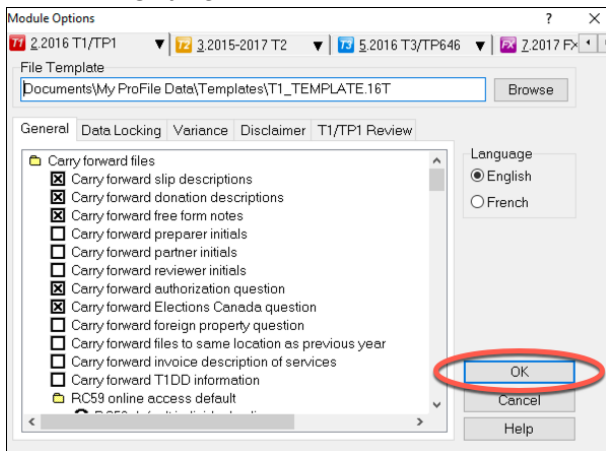 Module Options ? X
T1 2.2016 T1/TP1 T2 3.2015-2017 T2 T3 5.2016 T3/TP646 FX 7.2017 FX
File Template
Documents\My ProFile Data\Templates\T1_TEMPLATE.16T Browse
General Data Locking Variance Disclaimer T1/TP1 Review
Carry forward files
Carry forward slip descriptions
Carry forward donation descriptions
Carry forward free form notes
Carry forward preparer initials
Carry forward partner initials
Carry forward reviewer initials
Carry forward authorization question
Carry forward Elections Canada question
Carry forward foreign property question
Carry forward files to same location as previous year
Carry forward invoice description of services
Carry forward T1DD information
RC59 online access default
Language
English
French
OK
Cancel
Help